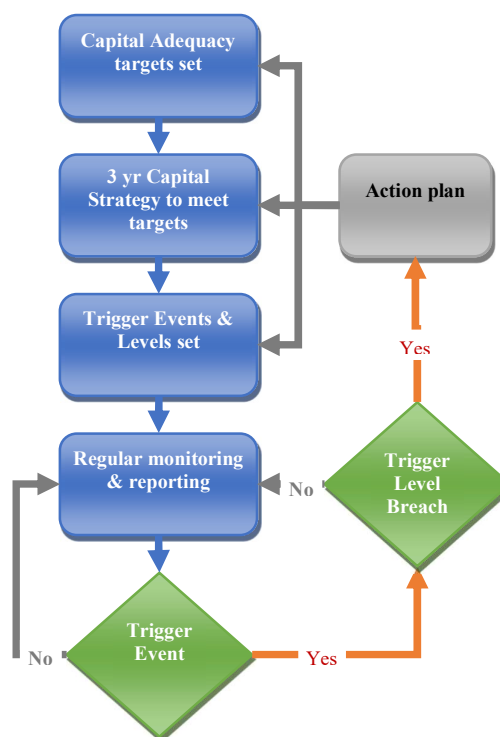 Capital Adequacy
targets set
3 yr Capital
Strategy to meet
targets
Action plan
Trigger Events &
Levels set
Yes
Regular monitoring
& reporting
No
Trigger
Level
Breach
Trigger
Event
No
Yes